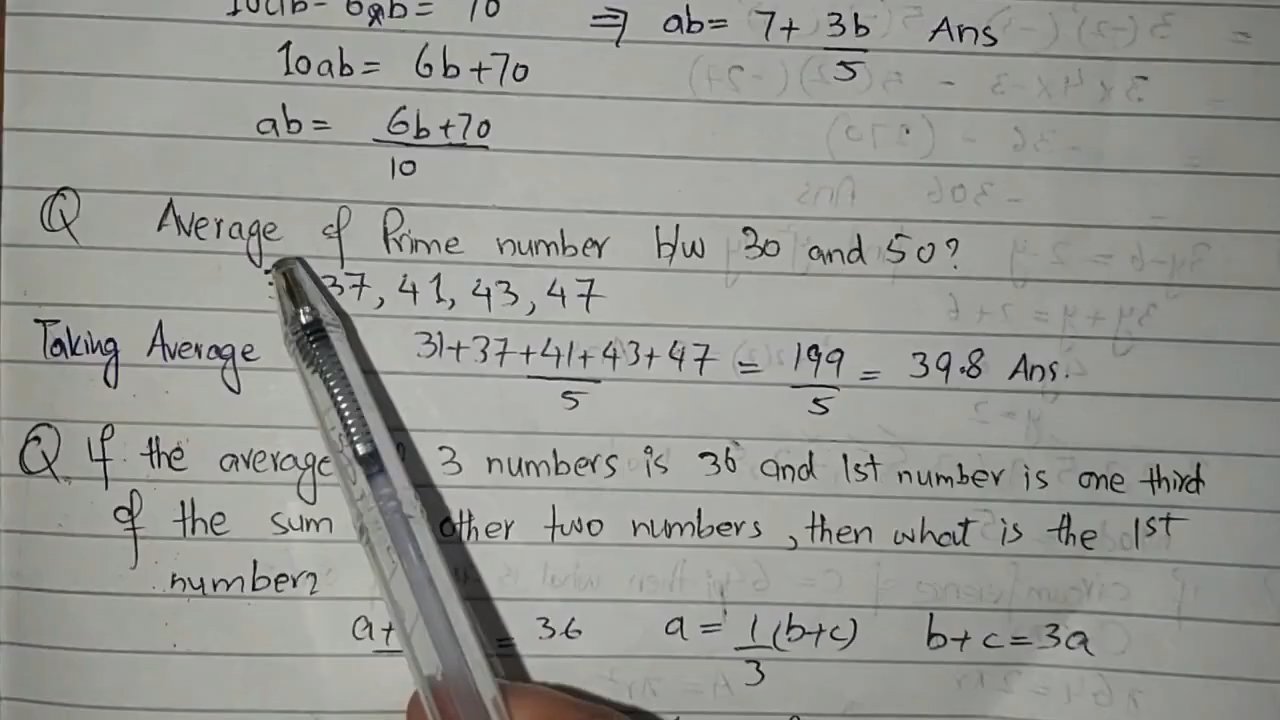 = 10
⇒ ab = 7 + 3b/5 Ans
10ab = 6b+70
ab = 6b+70/10
Q Average of Prime number b/w 30 and 50?
37, 41, 43, 47
Taking Average 31+37+41+43+47/5 = 199/5 = 39.8 Ans.
Q If the average 3 numbers is 36 and 1st number is one third
of the sum other two numbers, then what is the 1st
number?
a+ = 36 a = 1/3 (b+c) b+c = 3a